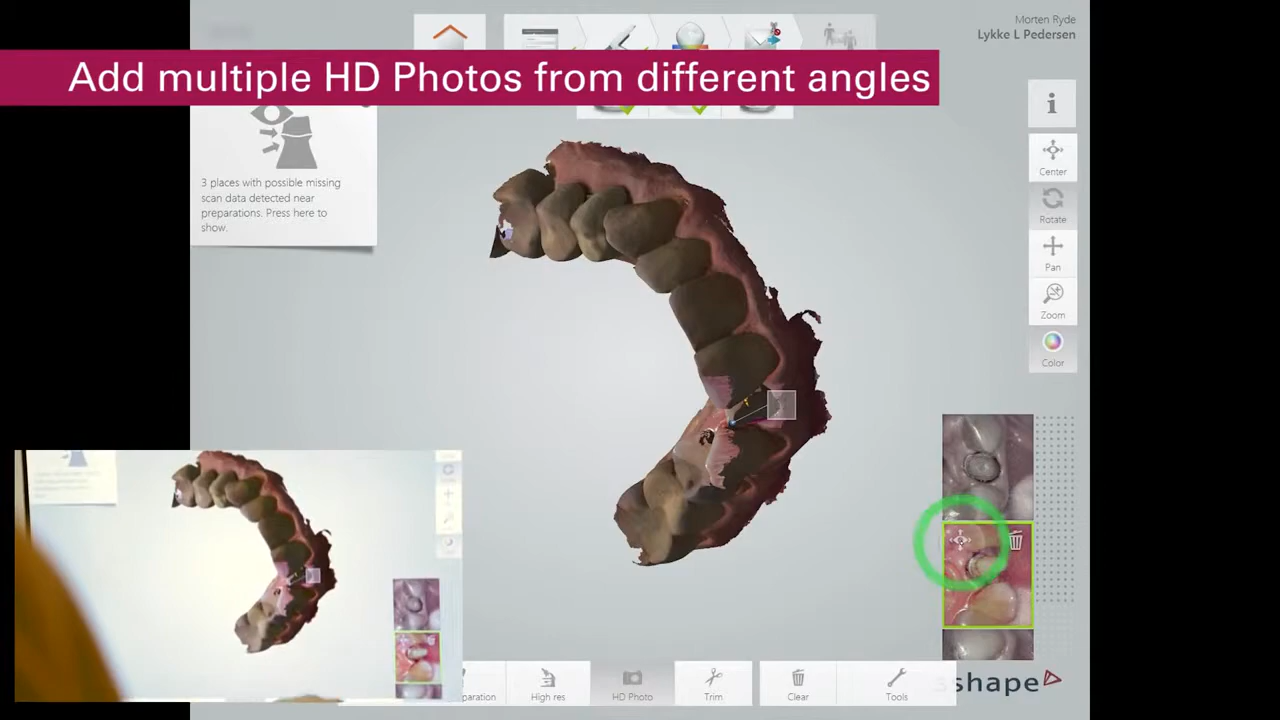 Morten Ryde
Lykke L Pedersen
Add multiple HD Photos from different angles
3 places with possible missing
scan data detected near
preparations. Press here to
show.
i
Center
Rotate
Pan
Zoom
Color
paration
High res
HD Photo
Trim
Clear
Tools
shape